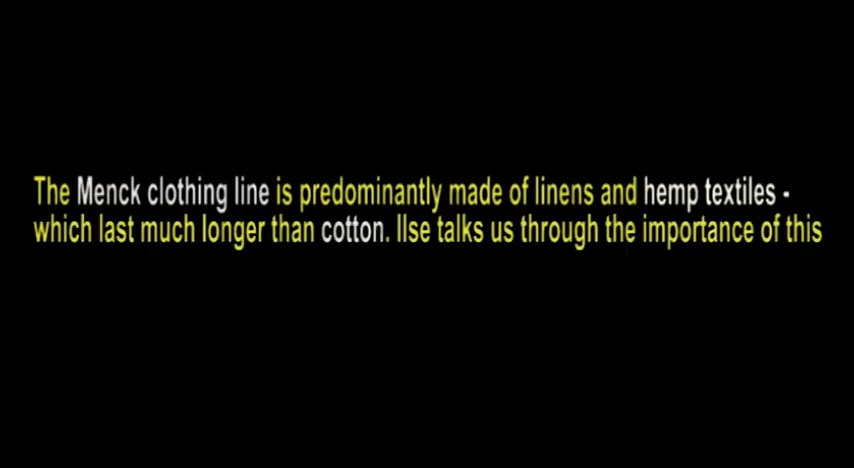 The Menck clothing line is predominantly made of linens and hemp textiles -
which last much longer than cotton. Ilse talks us through the importance of this